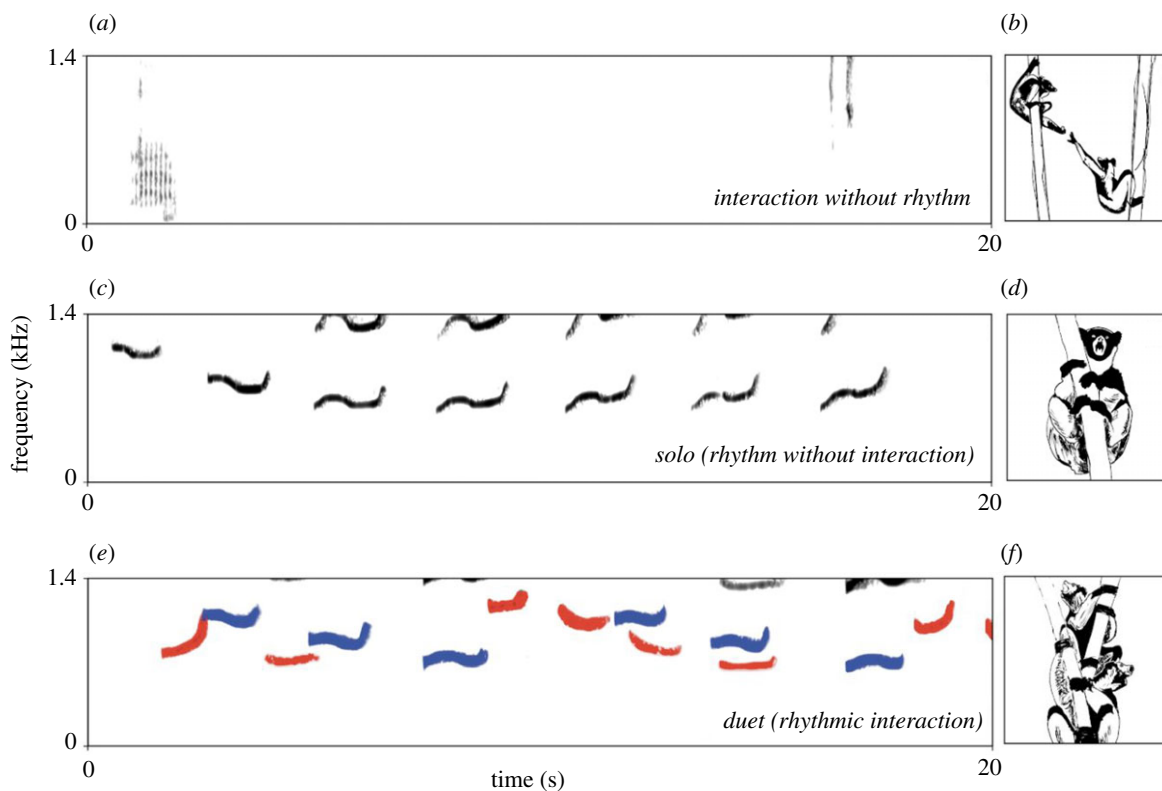 (a)
(b)
1.4
interaction without rhythm
0
0
20
(c)
(d)
1.4
frequency (kHz)
solo (rhythm without interaction)
0
0
20
(e)
(f)
1.4
duet (rhythmic interaction)
0
0
time (s)
20